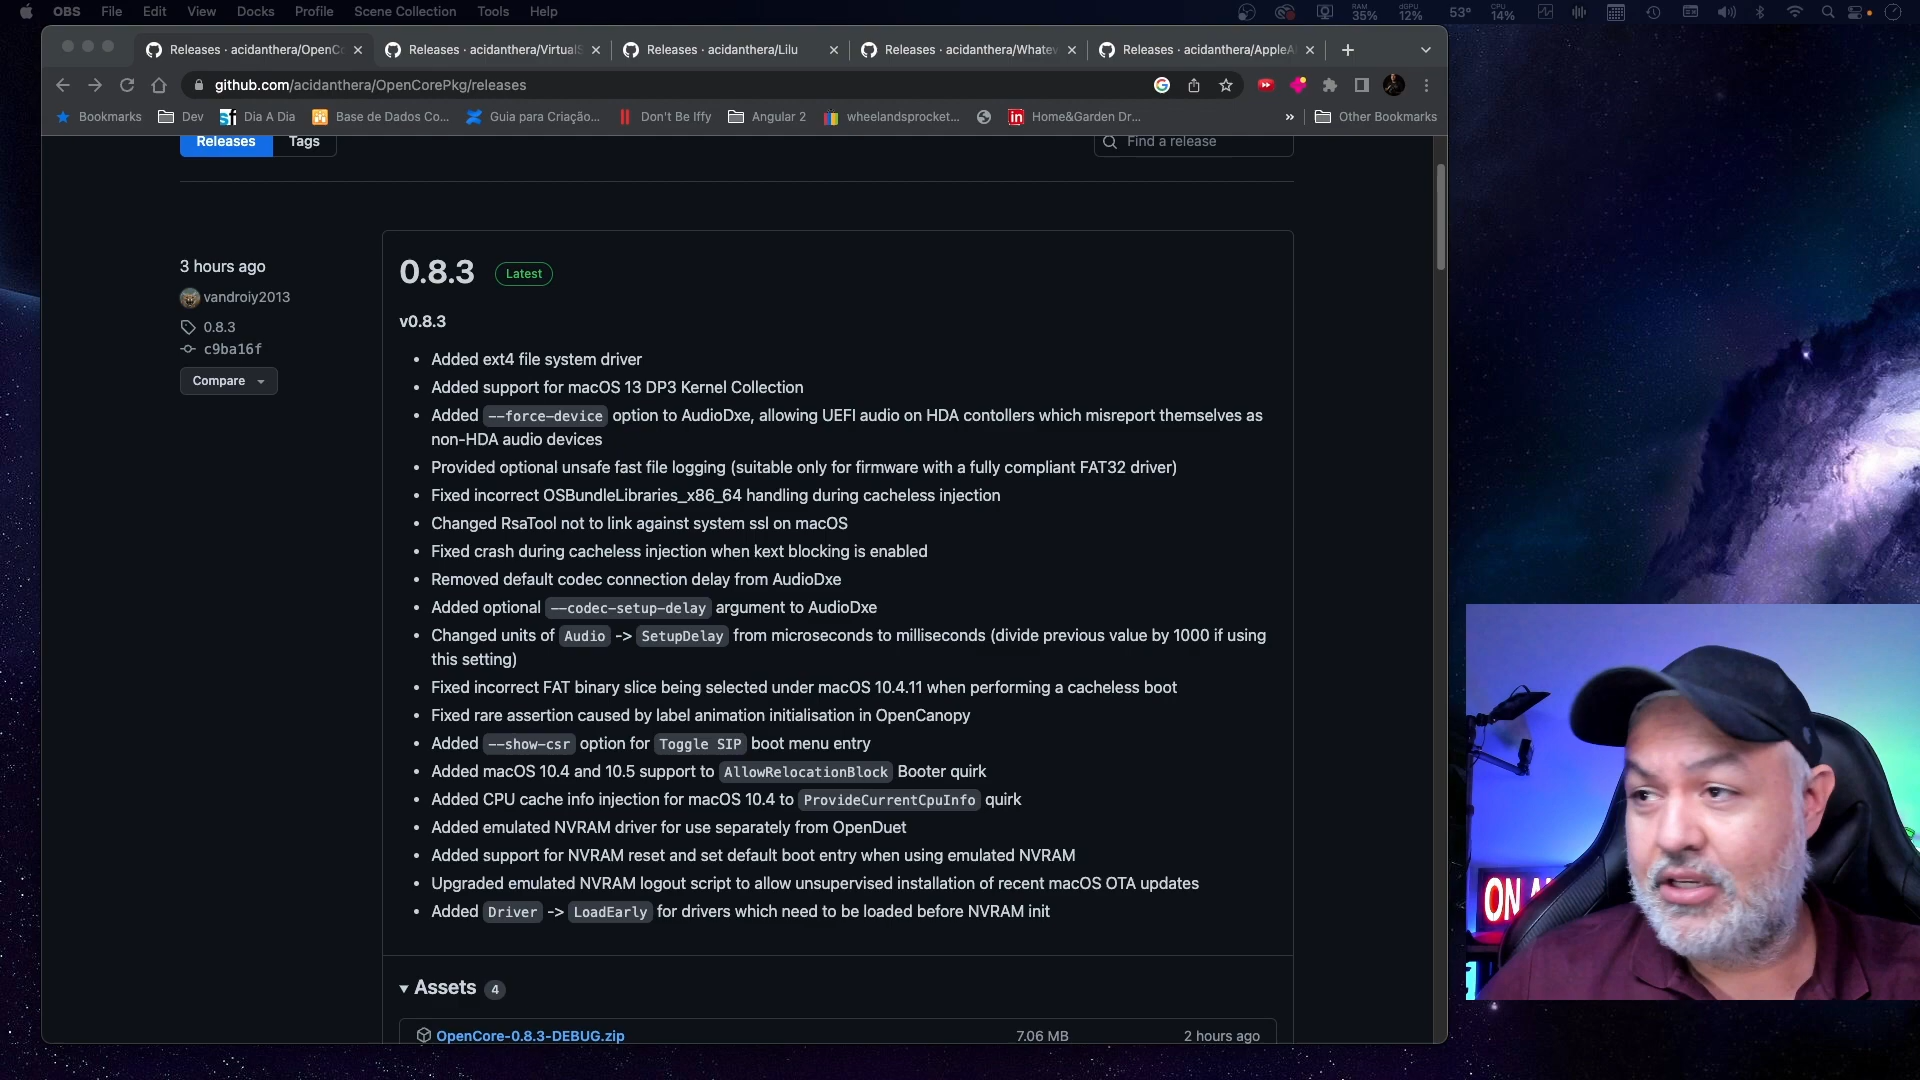 OBS File Edit View Docks Profile Scene Collection Tools Help RAM 35% dGPU 12% 53° CPU 14%
Releases · acidanthera/OpenC Releases · acidanthera/VirtualS Releases · acidanthera/Lilu Releases · acidanthera/Whatev Releases · acidanthera/AppleA
github.com/acidanthera/OpenCorePkg/releases
Bookmarks Dev Dia A Dia Base de Dados Co... Guia para Criação... Don't Be Iffy Angular 2 wheelandsprocket... Home&Garden Dr... » Other Bookmarks
Releases Tags Find a release
3 hours ago
vandroiy2013
0.8.3
c9ba16f
Compare
0.8.3 Latest
v0.8.3
• Added ext4 file system driver
• Added support for macOS 13 DP3 Kernel Collection
• Added --force-device option to AudioDxe, allowing UEFI audio on HDA contollers which misreport themselves as
non-HDA audio devices
• Provided optional unsafe fast file logging (suitable only for firmware with a fully compliant FAT32 driver)
• Fixed incorrect OSBundleLibraries_x86_64 handling during cacheless injection
• Changed RsaTool not to link against system ssl on macOS
• Fixed crash during cacheless injection when kext blocking is enabled
• Removed default codec connection delay from AudioDxe
• Added optional --codec-setup-delay argument to AudioDxe
• Changed units of Audio -> SetupDelay from microseconds to milliseconds (divide previous value by 1000 if using
this setting)
• Fixed incorrect FAT binary slice being selected under macOS 10.4.11 when performing a cacheless boot
• Fixed rare assertion caused by label animation initialisation in OpenCanopy
• Added --show-csr option for Toggle SIP boot menu entry
• Added macOS 10.4 and 10.5 support to AllowRelocationBlock Booter quirk
• Added CPU cache info injection for macOS 10.4 to ProvideCurrentCpuInfo quirk
• Added emulated NVRAM driver for use separately from OpenDuet
• Added support for NVRAM reset and set default boot entry when using emulated NVRAM
• Upgraded emulated NVRAM logout script to allow unsupervised installation of recent macOS OTA updates
• Added Driver -> LoadEarly for drivers which need to be loaded before NVRAM init
Assets 4
OpenCore-0.8.3-DEBUG.zip 7.06 MB 2 hours ago
ON